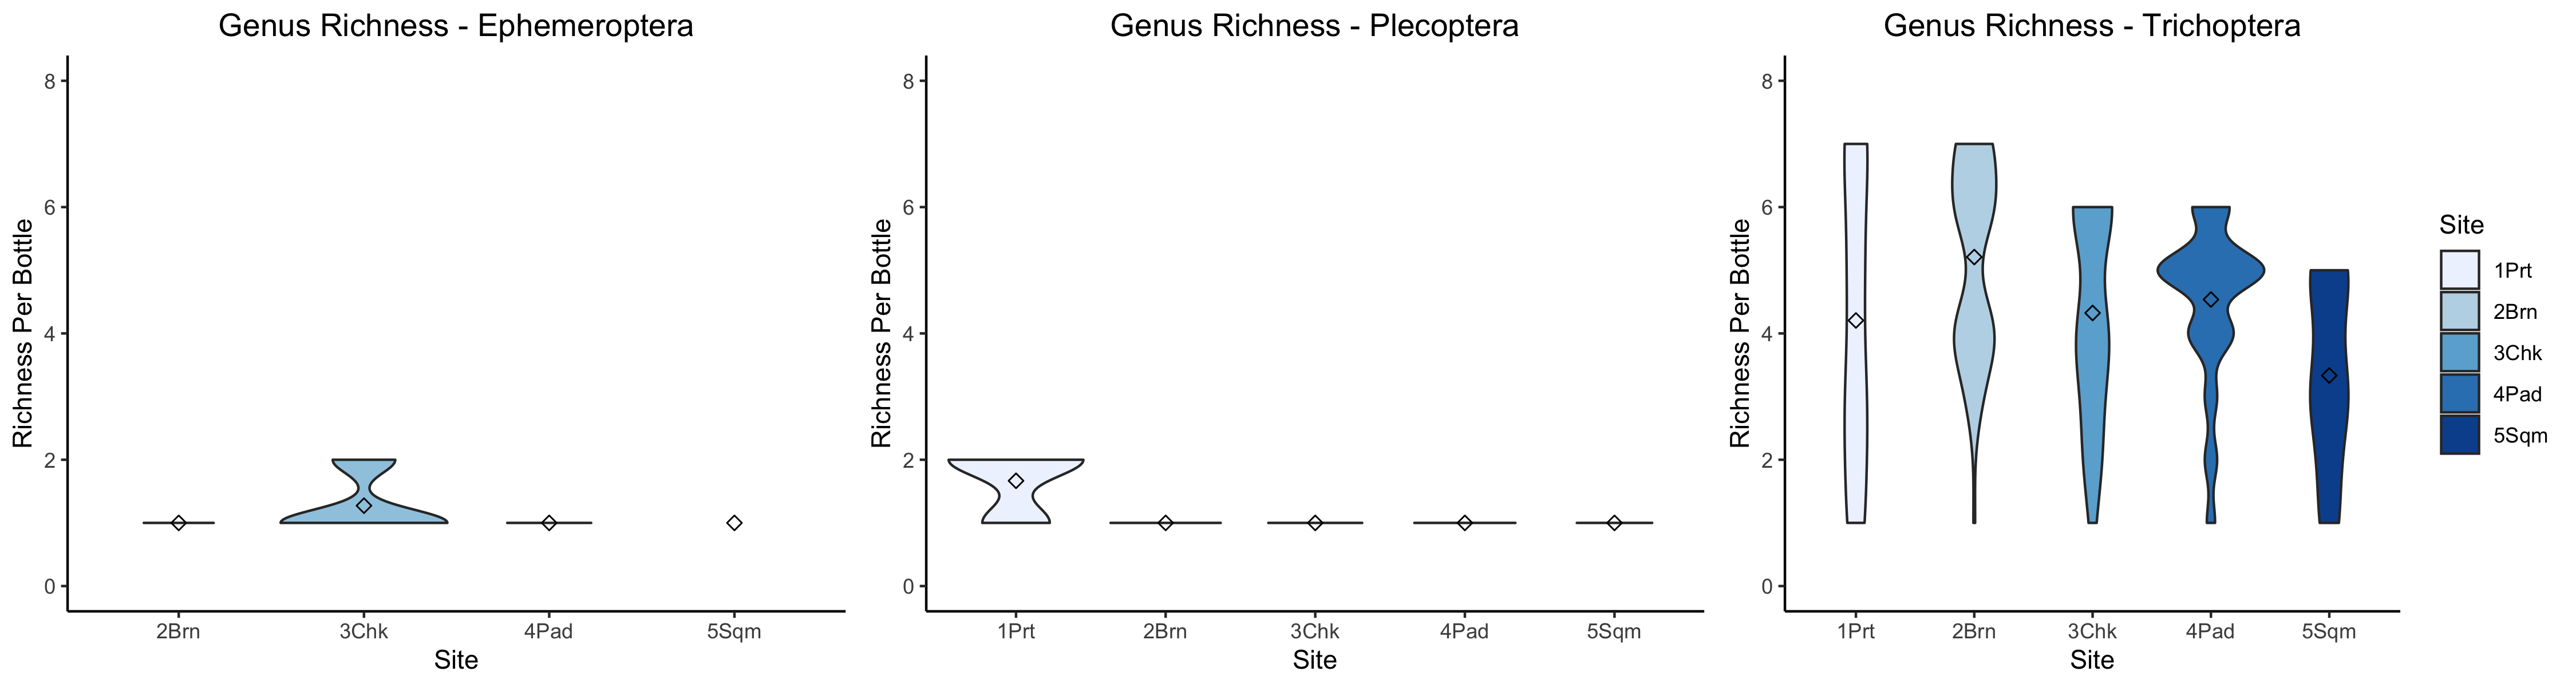 Genus Richness - Ephemeroptera
8
6
4
2
0
Richness Per Bottle
2Brn 3Chk 4Pad 5Sqm
Site
Genus Richness - Plecoptera
8
6
4
2
0
Richness Per Bottle
1Prt 2Brn 3Chk 4Pad 5Sqm
Site
Genus Richness - Trichoptera
8
6
4
2
0
Richness Per Bottle
1Prt 2Brn 3Chk 4Pad 5Sqm
Site
Site
1Prt
2Brn
3Chk
4Pad
5Sqm